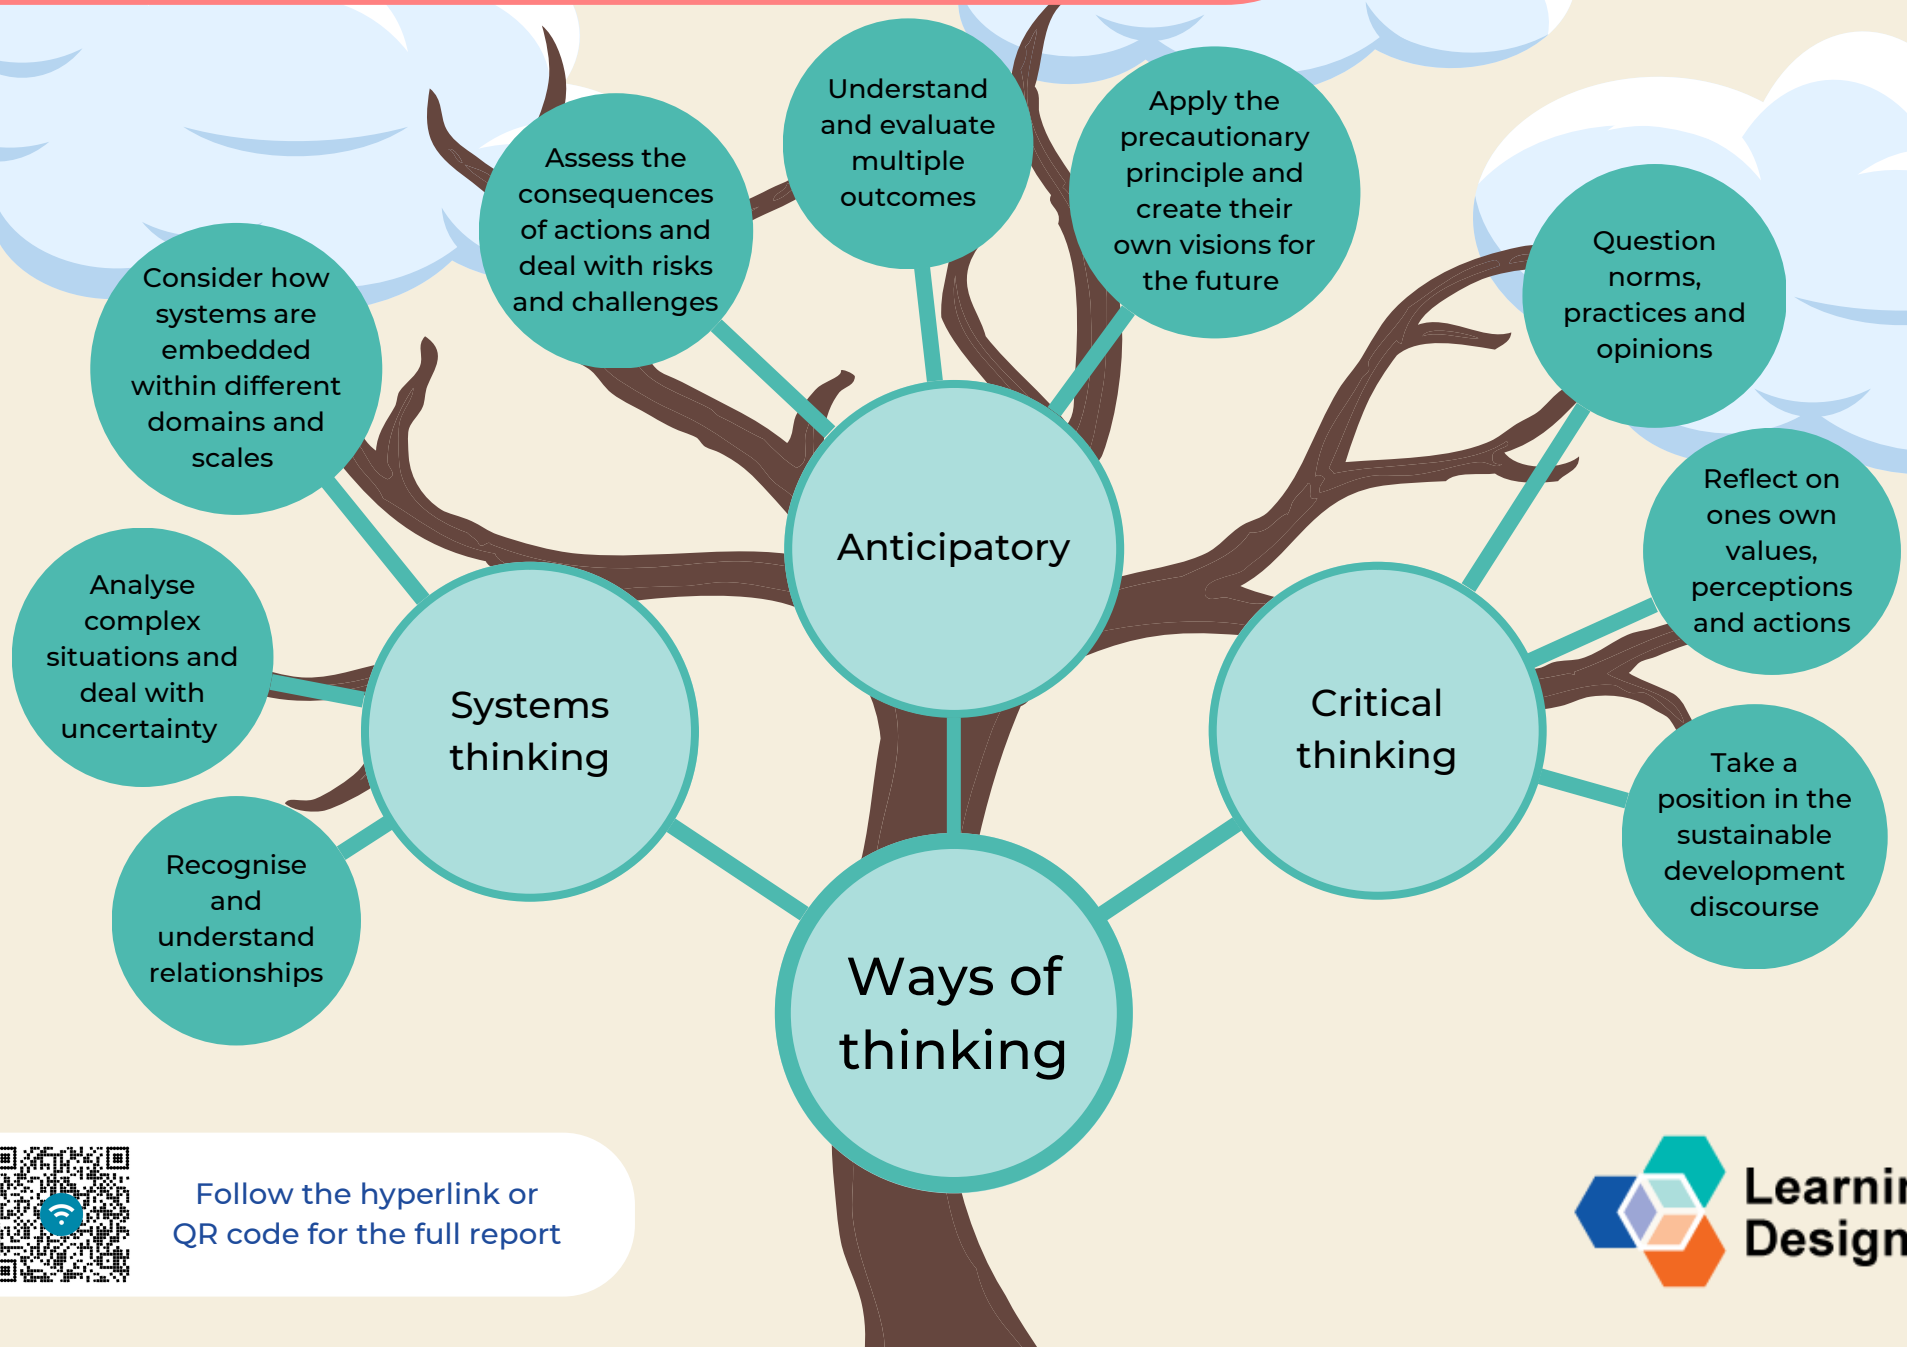 Understand
and evaluate
multiple
outcomes
Apply the
precautionary
principle and
create their
own visions for
the future
Assess the
consequences
of actions and
deal with risks
and challenges
Question
norms,
practices and
opinions
Consider how
systems are
embedded
within different
domains and
scales
Reflect on
ones own
values,
perceptions
and actions
Anticipatory
Analyse
complex
situations and
deal with
uncertainty
Systems
thinking
Critical
thinking
Take a
position in the
sustainable
development
discourse
Recognise
and
understand
relationships
Ways of
thinking
Follow the hyperlink or
QR code for the full report
Design